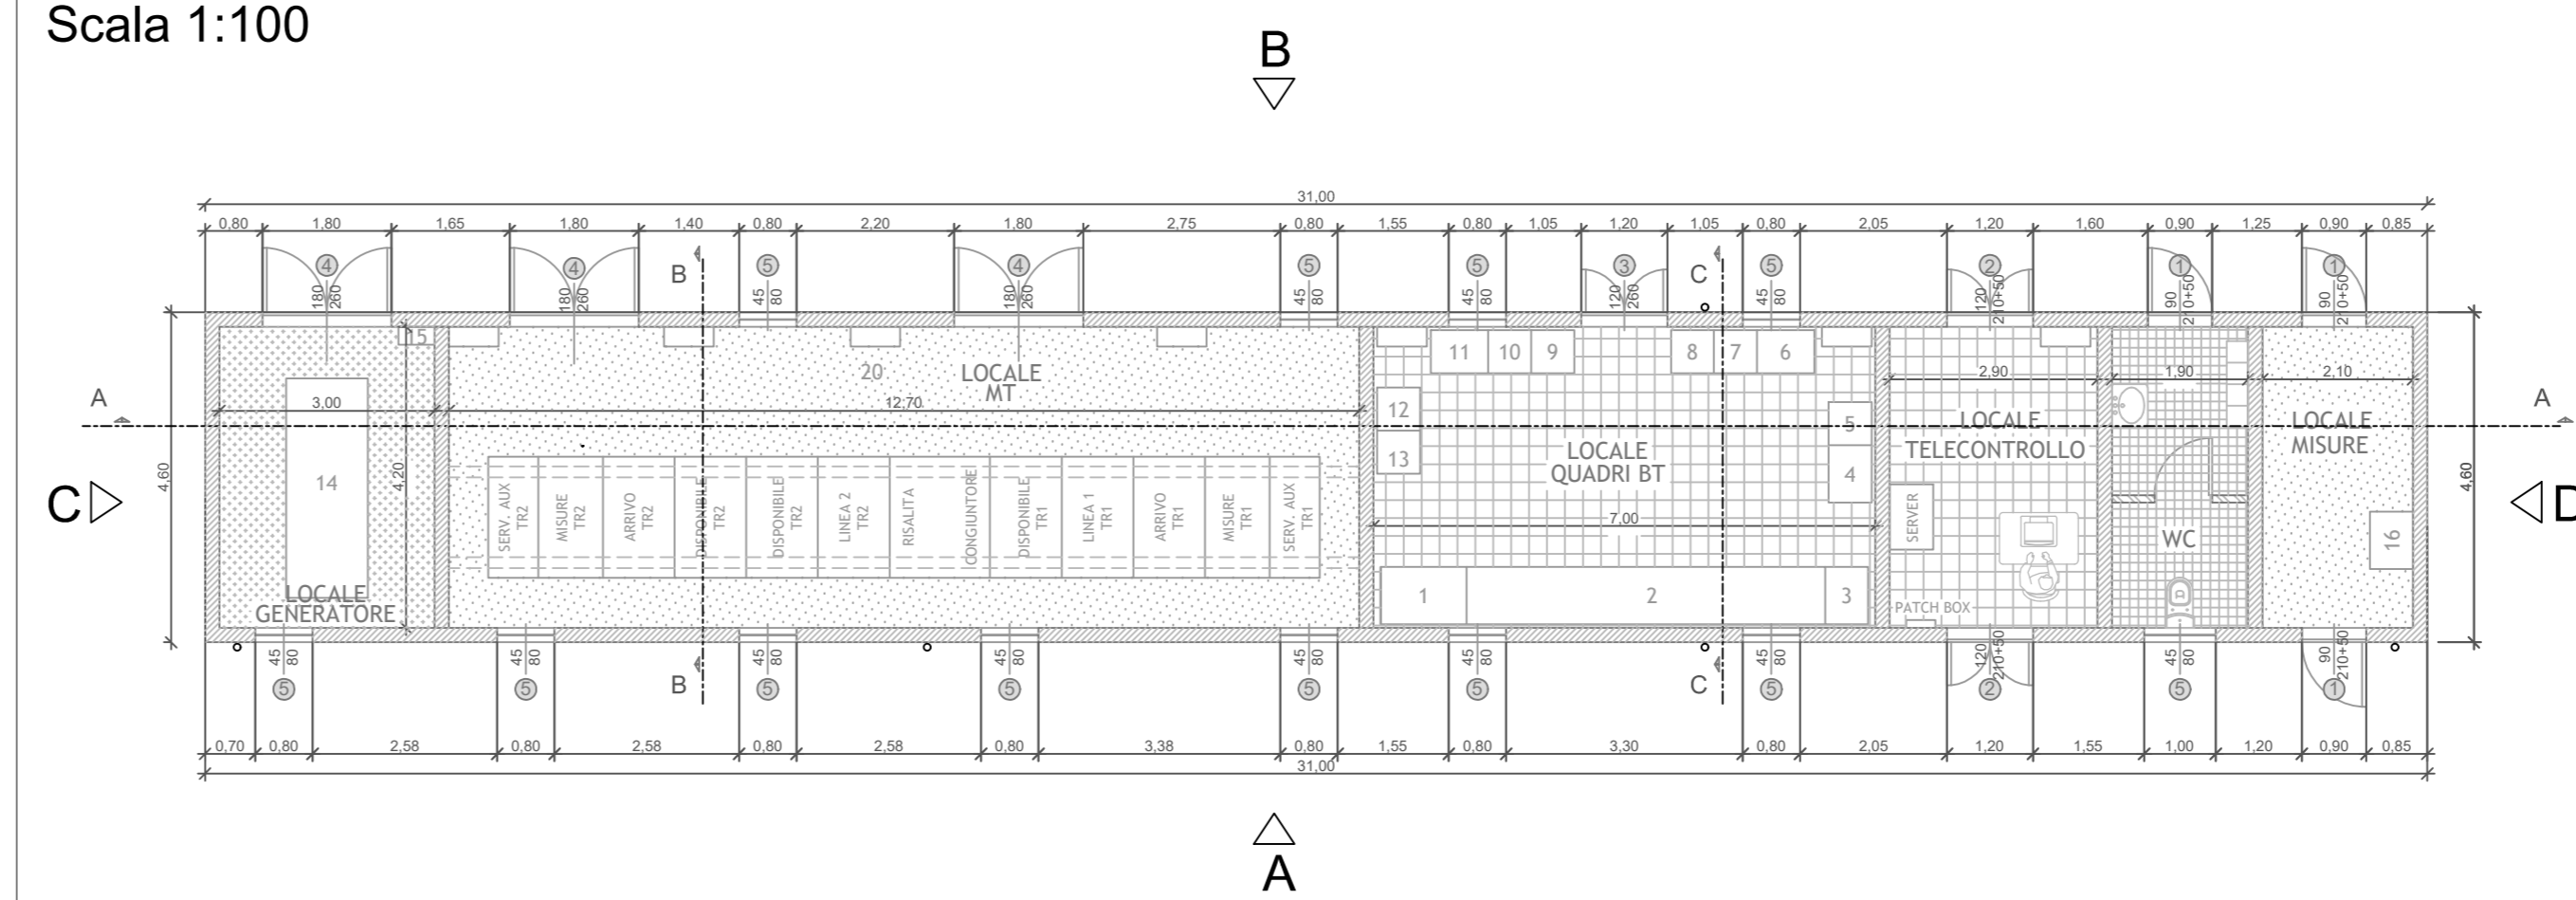 Scala 1:100
B
31,00
0,80 1,80 1,65 1,80 1,40 0,80 2,20 1,80 2,75 0,80 1,55 0,80 1,05 1,20 1,05 0,80 2,05 1,20 1,60 0,90 1,25 0,90 0,85
4 4 B 5 4 5 5 3 C 5 2 1 1
180 260 180 260 45 80 180 260 45 80 45 80 120 260 45 80 120 210+50 90 210+50 90 210+50
15
11 10 9 8 7 6
20 LOCALE
MT
2,90 1,90 2,10
A 3,00 12,70 12 5 A
LOCALE
TELECONTROLLO
LOCALE
MISURE
LOCALE
QUADRI BT
13 4
4,60 4,20 14 4,60
C D
SERV. AUX
TR2
MISURE
TR2
ARRIVO
TR2
DISPONIBILE
TR2
DISPONIBILE
TR2
LINEA 2
TR2
RISALITA
CONGIUNTORE
DISPONIBILE
TR1
LINEA 1
TR1
ARRIVO
TR1
MISURE
TR1
SERV. AUX
TR1
7,00
SERVER
WC
16
LOCALE
GENERATORE
1 2 3
PATCH BOX
45 80 45 80 45 80 45 80 45 80 45 80 45 80 120 210+50 45 80 90 210+50
5 5 B 5 5 5 5 C 5 2 5 1
0,70 0,80 2,58 0,80 2,58 0,80 2,58 0,80 3,38 0,80 1,55 0,80 3,30 0,80 2,05 1,20 1,55 1,00 1,20 0,90 0,85
31,00
A